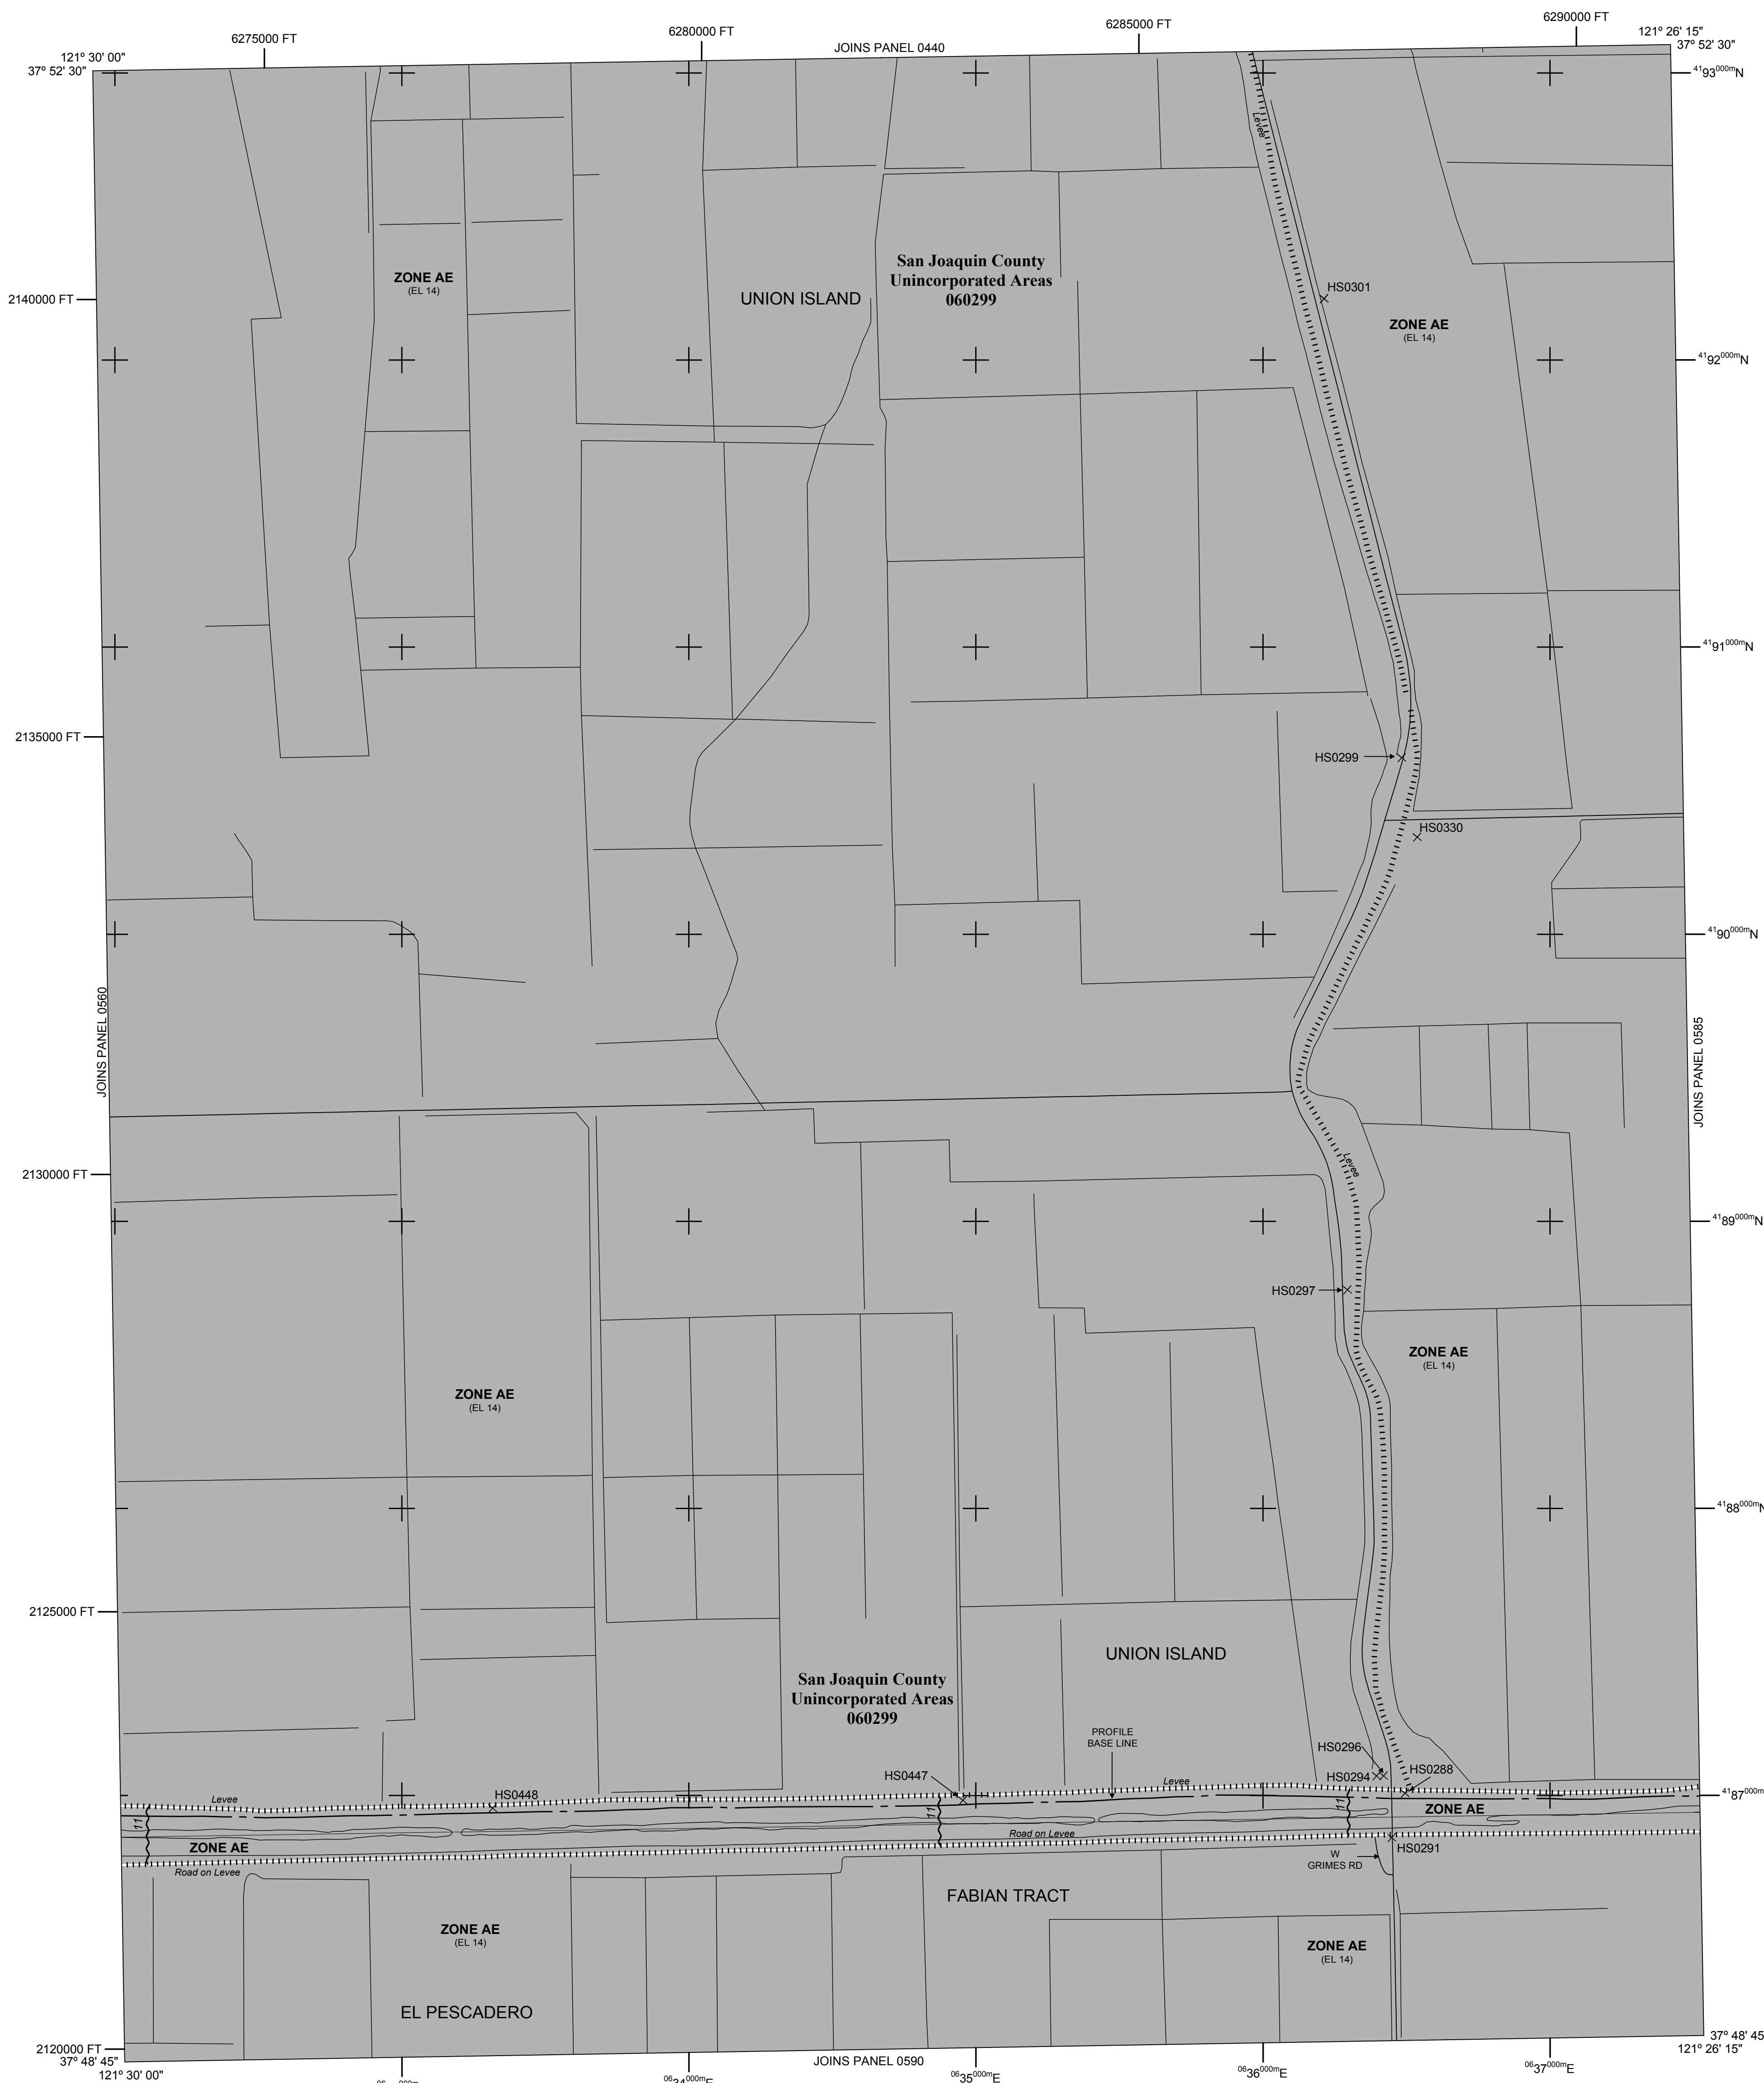 6275000 FT
6280000 FT
6285000 FT
6290000 FT
JOINS PANEL 0440
121° 30' 00"
37° 52' 30"
121° 26' 15"
37° 52' 30"
4193000mN
Levee
San Joaquin County
Unincorporated Areas
060299
ZONE AE
(EL 14)
UNION ISLAND
2140000 FT
HS0301
ZONE AE
(EL 14)
4192000mN
4191000mN
2135000 FT
HS0299
HS0330
4190000mN
JOINS PANEL 0560
JOINS PANEL 0585
Levee
2130000 FT
4189000mN
HS0297
ZONE AE
(EL 14)
ZONE AE
(EL 14)
4188000mN
2125000 FT
UNION ISLAND
San Joaquin County
Unincorporated Areas
060299
PROFILE
BASE LINE
HS0296
HS0294
HS0288
HS0447
Levee
HS0448
Levee
4187000m
11
11
11
ZONE AE
Road on Levee
ZONE AE
HS0291
W
GRIMES RD
Road on Levee
FABIAN TRACT
ZONE AE
(EL 14)
ZONE AE
(EL 14)
EL PESCADERO
2120000 FT
37° 48' 45"
121° 30' 00"
JOINS PANEL 0590
37° 48' 45
121° 26' 15"
0634000mE
0635000mE
0636000mE
0637000mE